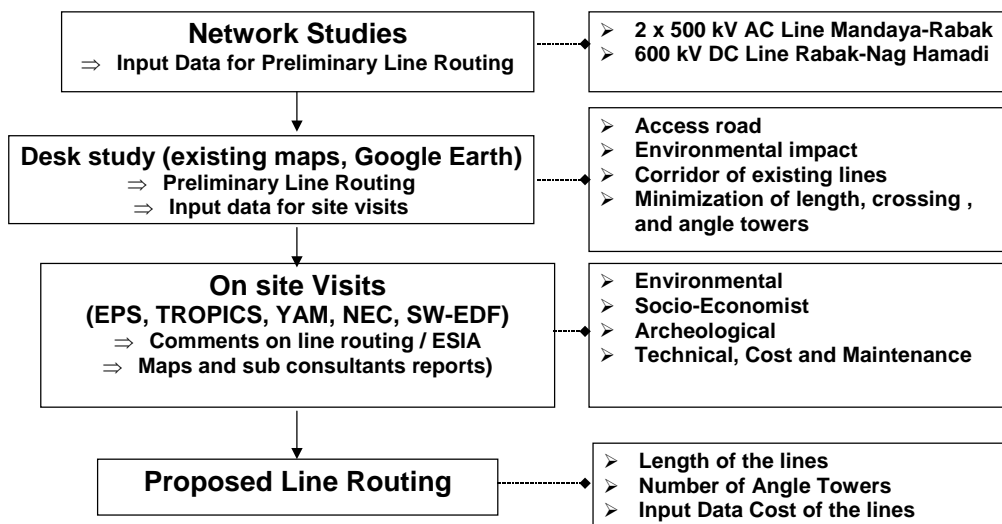 Network Studies
⇒ Input Data for Preliminary Line Routing
➢ 2 x 500 kV AC Line Mandaya-Rabak
➢ 600 kV DC Line Rabak-Nag Hamadi
Desk study (existing maps, Google Earth)
⇒ Preliminary Line Routing
⇒ Input data for site visits
➢ Access road
➢ Environmental impact
➢ Corridor of existing lines
➢ Minimization of length, crossing ,
and angle towers
On site Visits
(EPS, TROPICS, YAM, NEC, SW-EDF)
⇒ Comments on line routing / ESIA
⇒ Maps and sub consultants reports)
➢ Environmental
➢ Socio-Economist
➢ Archeological
➢ Technical, Cost and Maintenance
Proposed Line Routing
➢ Length of the lines
➢ Number of Angle Towers
➢ Input Data Cost of the lines